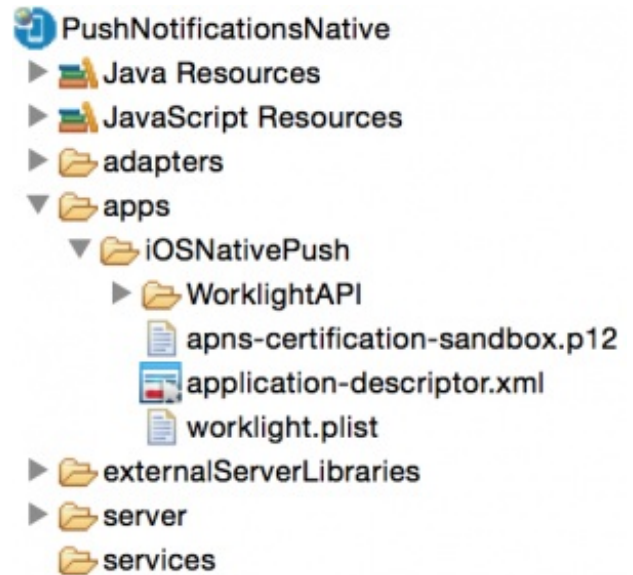 PushNotificationsNative
Java Resources
JavaScript Resources
adapters
apps
iOSNativePush
WorklightAPI
apns-certification-sandbox.p12
application-descriptor.xml
worklight.plist
externalServerLibraries
server
services